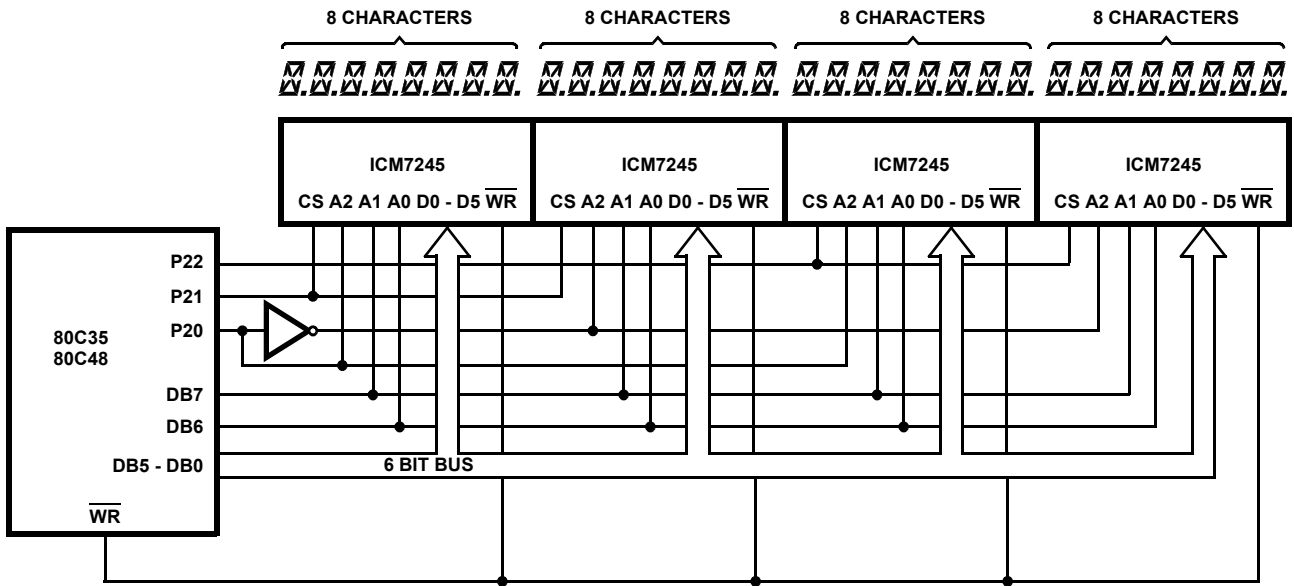 8 CHARACTERS 8 CHARACTERS 8 CHARACTERS 8 CHARACTERS
ICM7245 ICM7245 ICM7245 ICM7245
CS A2 A1 A0 D0 - D5 WR CS A2 A1 A0 D0 - D5 WR CS A2 A1 A0 D0 - D5 WR CS A2 A1 A0 D0 - D5 WR
P22
P21
P20
80C35
80C48
DB7
DB6
DB5 - DB0 6 BIT BUS
WR